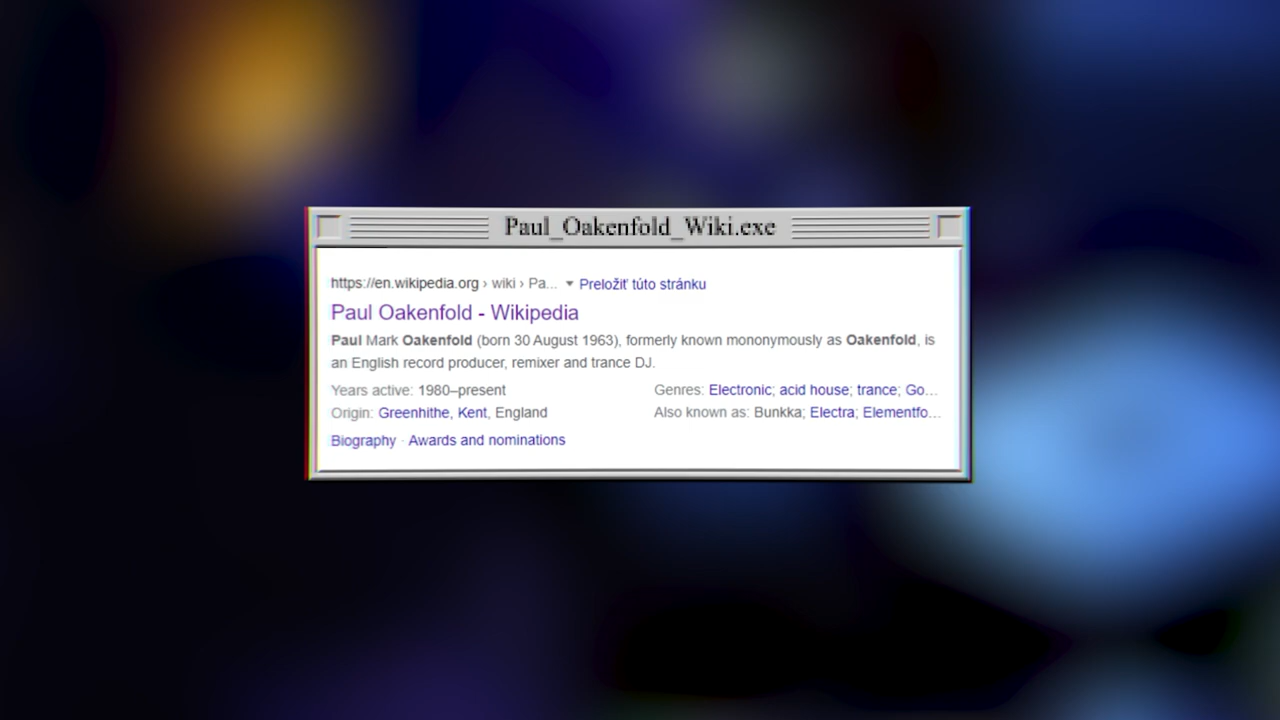 Paul_Oakenfold_Wiki.exe
https://en.wikipedia.org › wiki › Pa... ▾ Preložiť túto stránku
Paul Oakenfold - Wikipedia
Paul Mark Oakenfold (born 30 August 1963), formerly known mononymously as Oakenfold, is
an English record producer, remixer and trance DJ.
Years active: 1980–present Genres: Electronic; acid house; trance; Go...
Origin: Greenhithe, Kent, England Also known as: Bunkka; Electra; Elementfo...
Biography · Awards and nominations